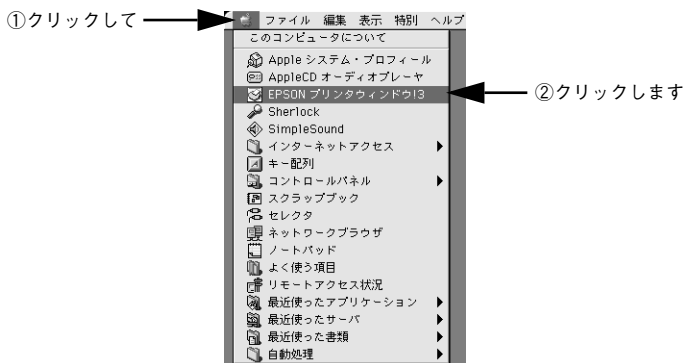 ①クリックして
ファイル 編集 表示 特別 ヘルプ
このコンピュータについて
Apple システム・プロフィール
AppleCD オーディオプレーヤ
EPSON プリンタウィンドウ!3
②クリックします
Sherlock
SimpleSound
インターネットアクセス
キー配列
コントロールパネル
スクラップブック
セレクタ
ネットワークブラウザ
ノートパッド
よく使う項目
リモートアクセス状況
最近使ったアプリケーション
最近使ったサーバ
最近使った書類
自動処理